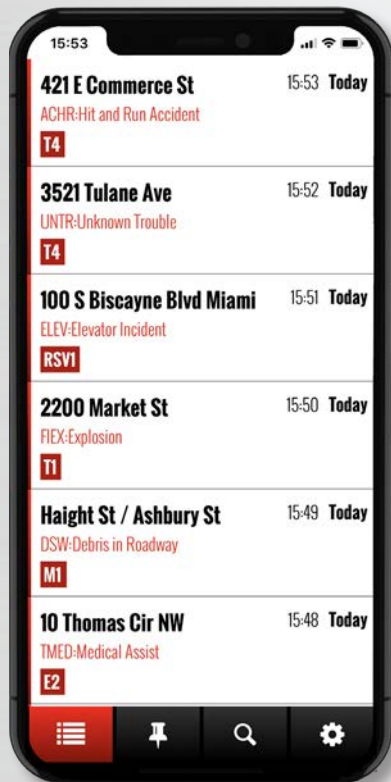 15:53
421 E Commerce St 15:53 Today
ACHR:Hit and Run Accident
T4
3521 Tulane Ave 15:52 Today
UNTR:Unknown Trouble
T4
100 S Biscayne Blvd Miami 15:51 Today
ELEV:Elevator Incident
RSV1
2200 Market St 15:50 Today
FIEX:Explosion
T1
Haight St / Ashbury St 15:49 Today
DSW:Debris in Roadway
M1
10 Thomas Cir NW 15:48 Today
TMED:Medical Assist
E2